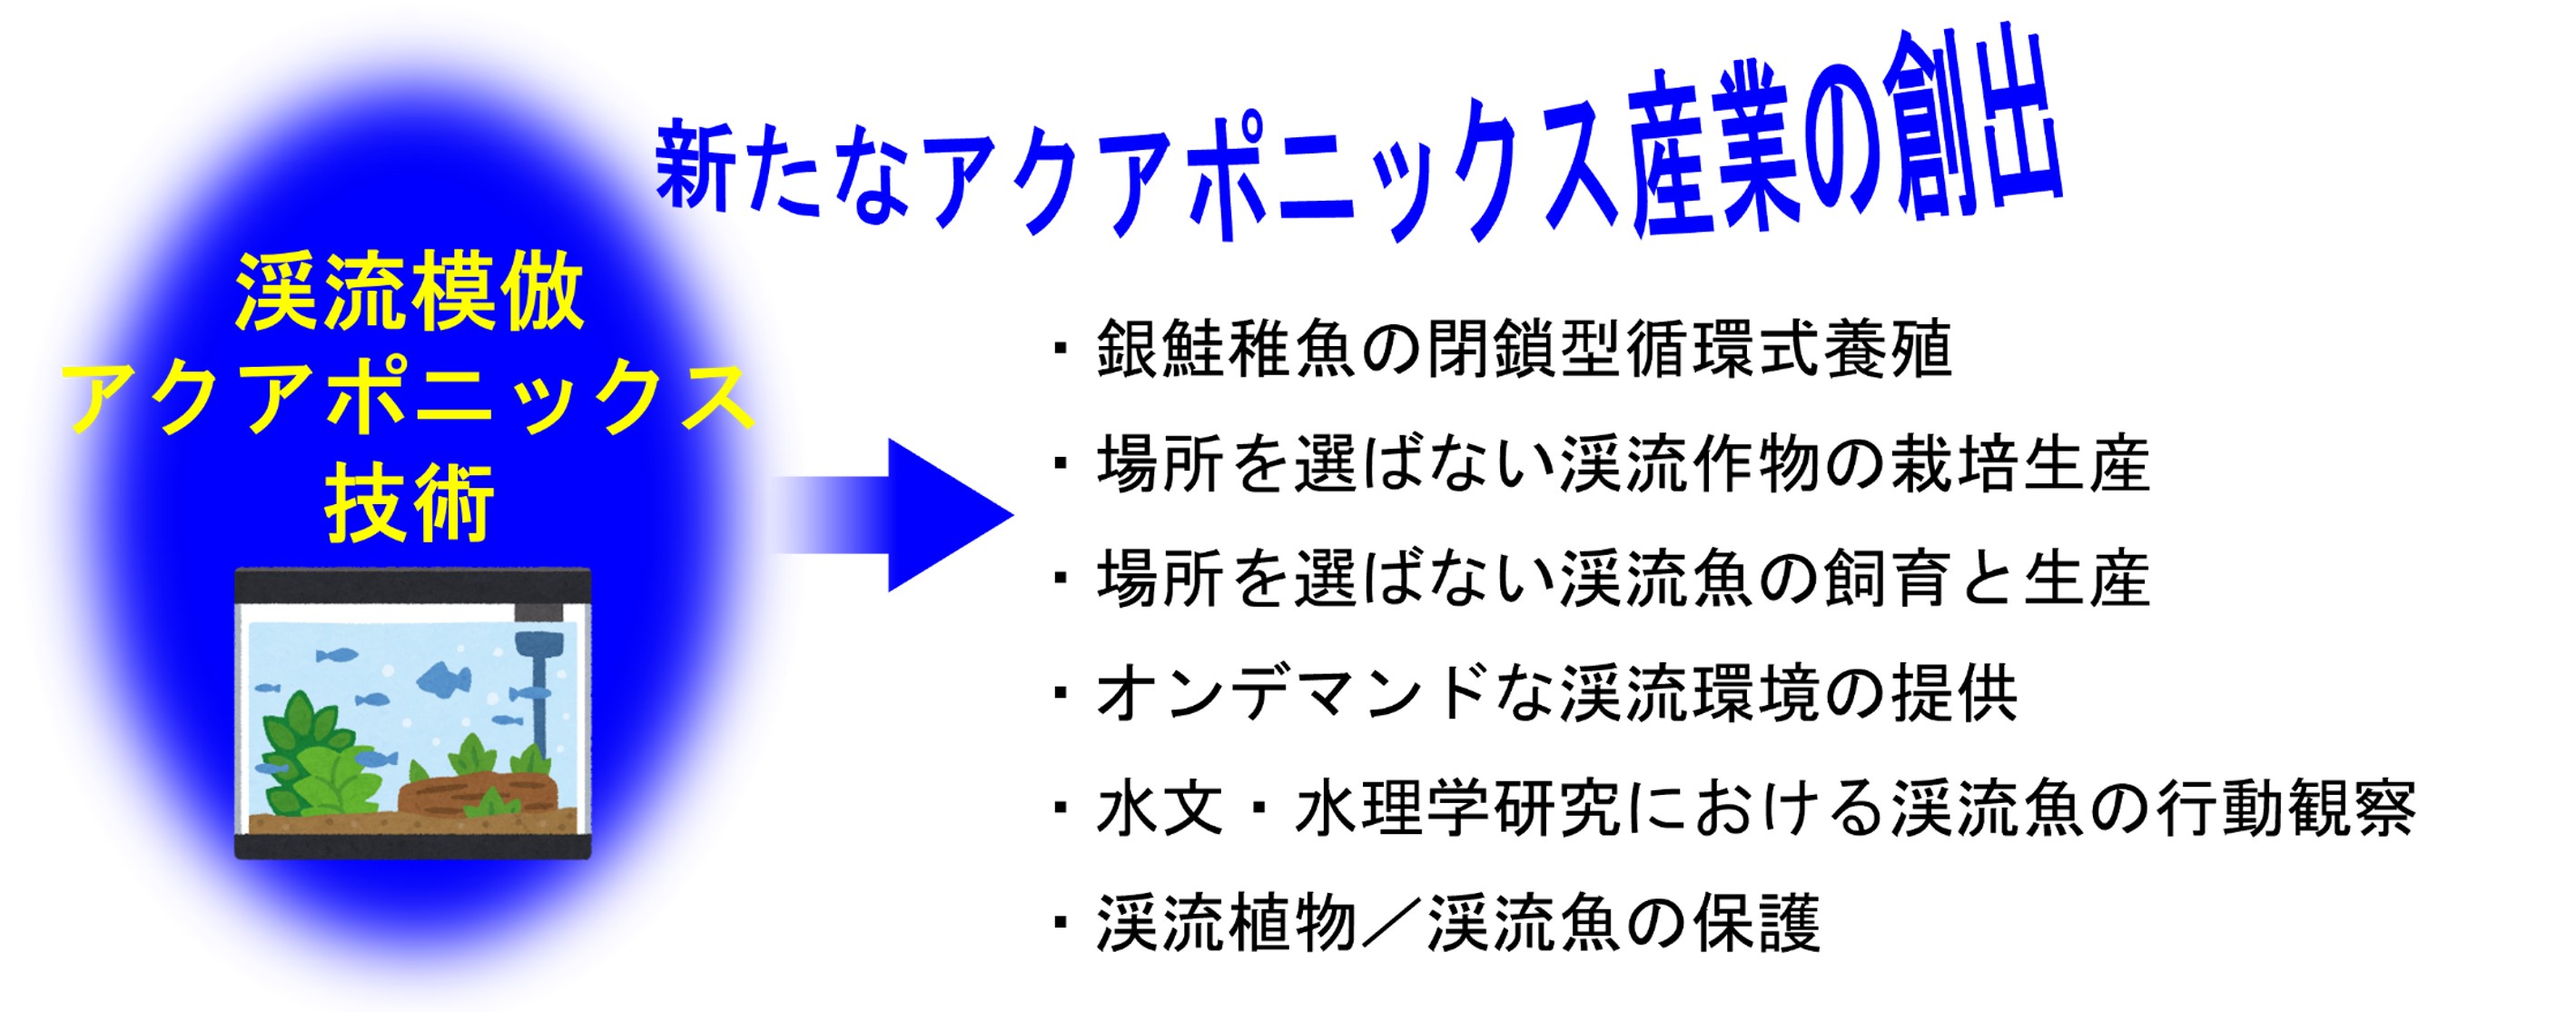 新たなアクアポニックス産業の創出
渓流模倣
アクアポニックス
技術
・銀鮭稚魚の閉鎖型循環式養殖
・場所を選ばない渓流作物の栽培生産
・場所を選ばない渓流魚の飼育と生産
・オンデマンドな渓流環境の提供
・水文・水理学研究における渓流魚の行動観察
・渓流植物／渓流魚の保護